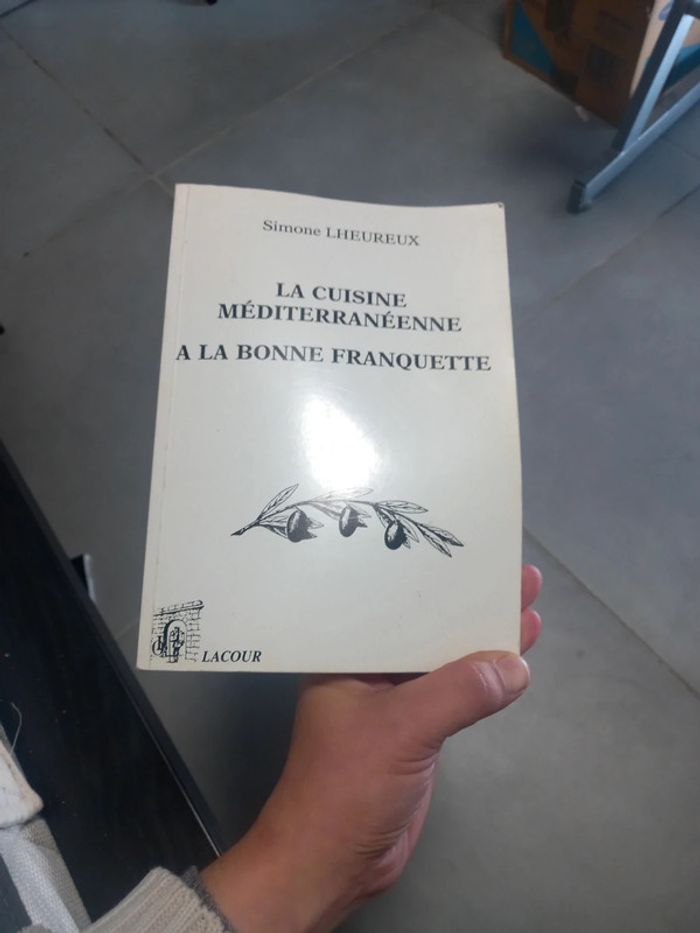 Simone LHEUREUX
LA CUISINE
MÉDITERRANÉENNE
A LA BONNE FRANQUETTE
LACOUR